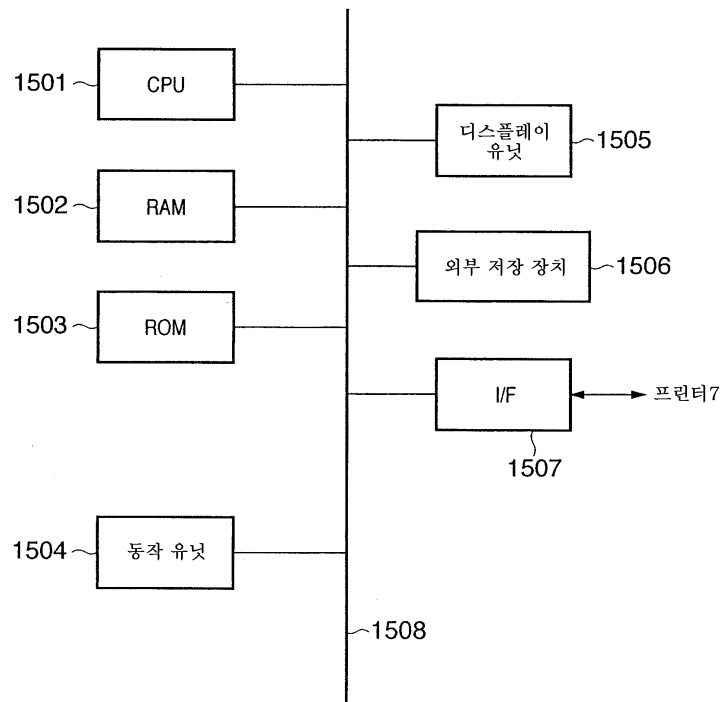 1501
CPU
1502
RAM
1503
ROM
1504
동작 유닛
디스플레이
유닛
1505
외부 저장 장치
1506
I/F
프린터7
1507
1508